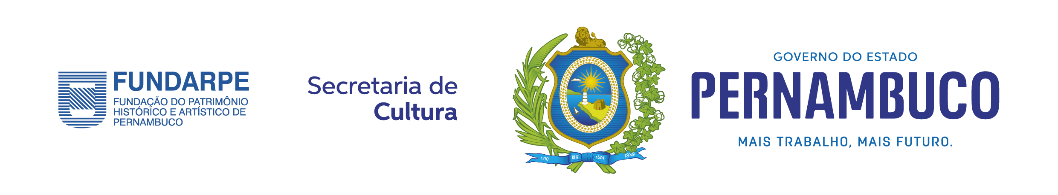 FUNDARPE
FUNDAÇÃO DO PATRIMÔNIO
HISTÓRICO E ARTÍSTICO DE
PERNAMBUCO
Secretaria de
Cultura
GOVERNO DO ESTADO
PERNAMBUCO
MAIS TRABALHO, MAIS FUTURO.